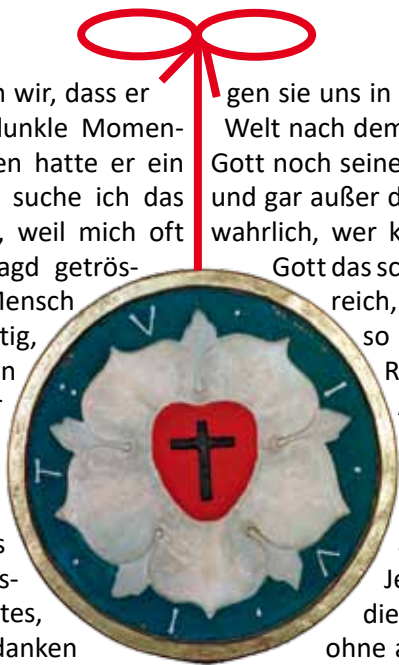 wir, dass er
dunkle Momen-
en hatte er ein
suche ich das
, weil mich oft
agd getrös-
Mensch
tig,
n
s
s-
tes,
danken
gen sie uns in
Welt nach dem
Gott noch seine
und gar außer d
wahrlich, wer k
Gott das sc
reich,
so
R
Je
die
ohne a
V I V I T